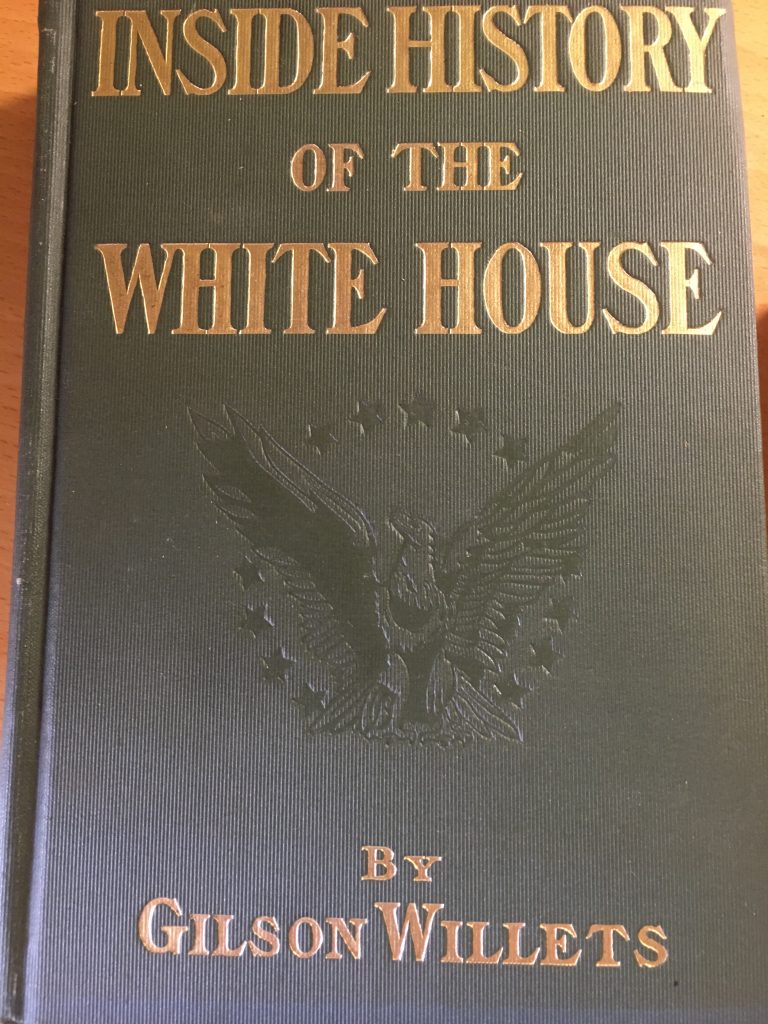 INSIDE HISTORY
OF THE
WHITE HOUSE
BY
GILSON WILLETS